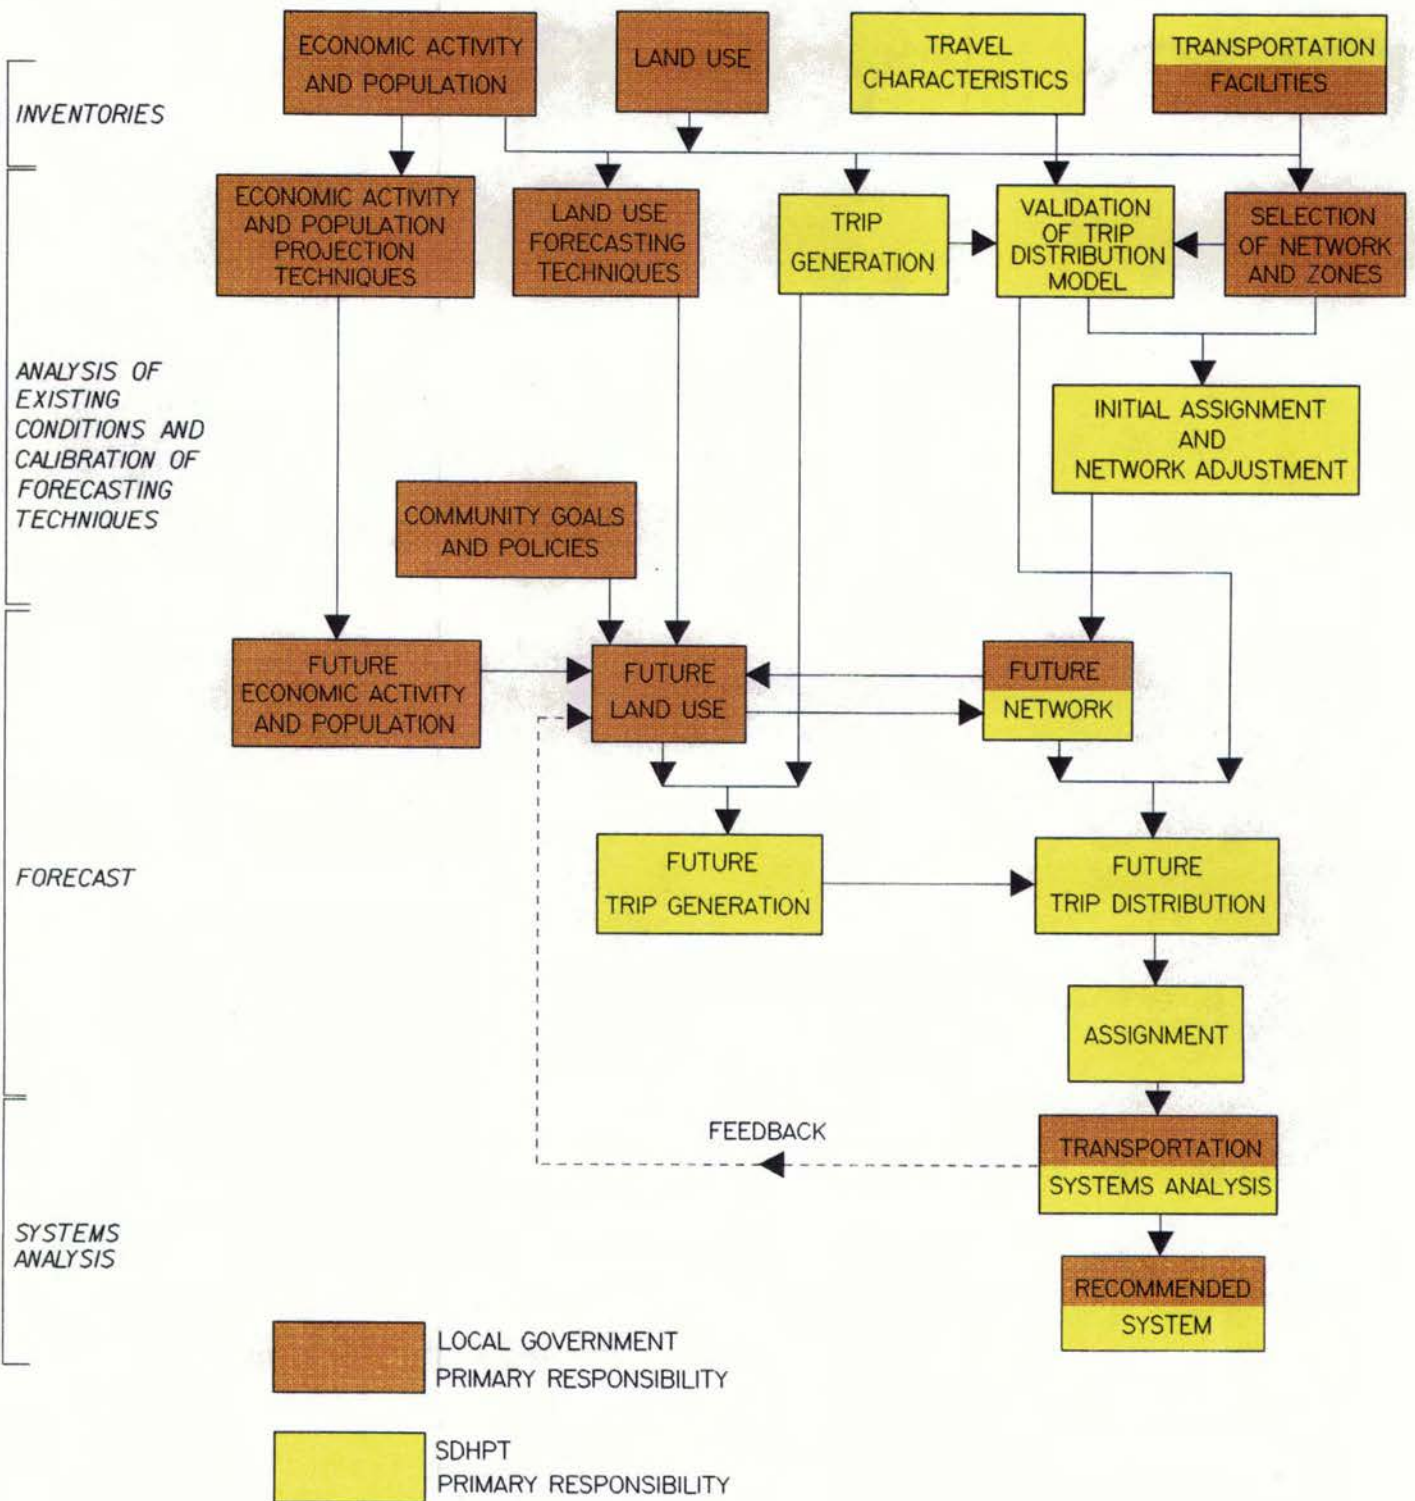 INVENTORIES
ECONOMIC ACTIVITY
AND POPULATION
LAND USE
TRAVEL
CHARACTERISTICS
TRANSPORTATION
FACILITIES
ANALYSIS OF
EXISTING
CONDITIONS AND
CALIBRATION OF
FORECASTING
TECHNIQUES
ECONOMIC ACTIVITY
AND POPULATION
PROJECTION
TECHNIQUES
LAND USE
FORECASTING
TECHNIQUES
TRIP
GENERATION
VALIDATION
OF TRIP
DISTRIBUTION
MODEL
SELECTION
OF NETWORK
AND ZONES
INITIAL ASSIGNMENT
AND
NETWORK ADJUSTMENT
COMMUNITY GOALS
AND POLICIES
FORECAST
FUTURE
ECONOMIC ACTIVITY
AND POPULATION
FUTURE
LAND USE
FUTURE
NETWORK
FUTURE
TRIP GENERATION
FUTURE
TRIP DISTRIBUTION
ASSIGNMENT
SYSTEMS
ANALYSIS
FEEDBACK
TRANSPORTATION
SYSTEMS ANALYSIS
RECOMMENDED
SYSTEM
LOCAL GOVERNMENT
PRIMARY RESPONSIBILITY
SDHPT
PRIMARY RESPONSIBILITY